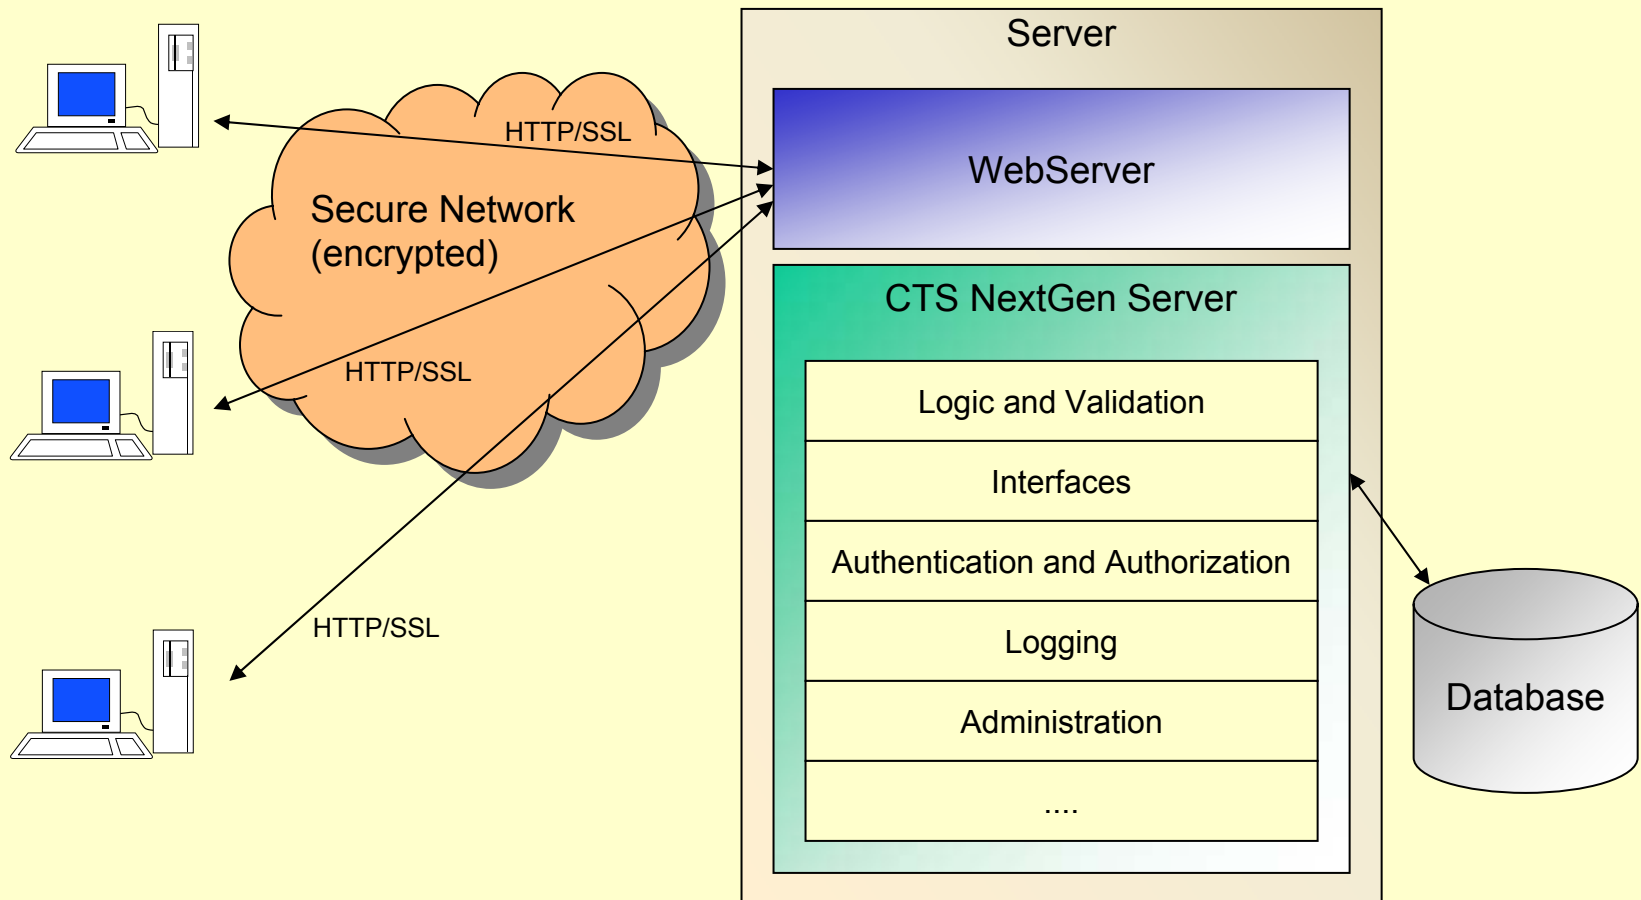 Server
HTTP/SSL
WebServer
Secure Network
(encrypted)
CTS NextGen Server
HTTP/SSL
Logic and Validation
Interfaces
Authentication and Authorization
HTTP/SSL
Logging
Database
Administration
....